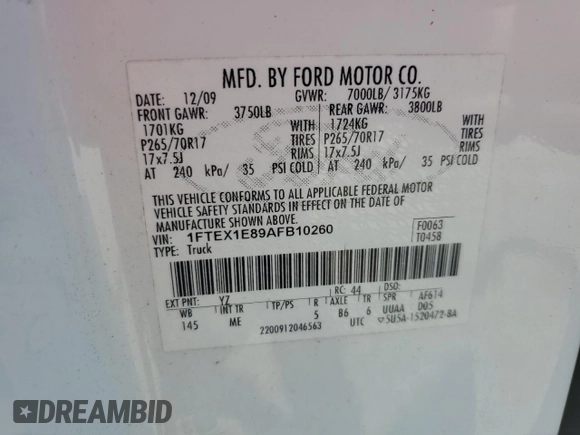 MFD. BY FORD MOTOR CO.
DATE: 12/09 GVWR: 7000LB/ 3175KG
FRONT GAWR: 3750LB REAR GAWR: 3800LB
1701KG WITH 1724KG WITH
P265/70R17 TIRES P265/70R17 TIRES
17x7.5J RIMS 17x7.5J RIMS
AT 240 kPa/ 35 PSI COLD AT 240 kPa/ 35 PSI COLD
THIS VEHICLE CONFORMS TO ALL APPLICABLE FEDERAL MOTOR
VEHICLE SAFETY STANDARDS IN EFFECT ON THE DATE OF
MANUFACTURE SHOWN ABOVE.
VIN: 1FTEX1E89AFB10260 F0063
TYPE: Truck T0458
EXT PNT: YZ RC: 44 DSO:
WB INT TR TP/PS R AXLE TR SPR AF614
145 ME 5 B6 6 UUAA D05
2200912046563 UTC 5U5A-1520472-BA
DREAMBID